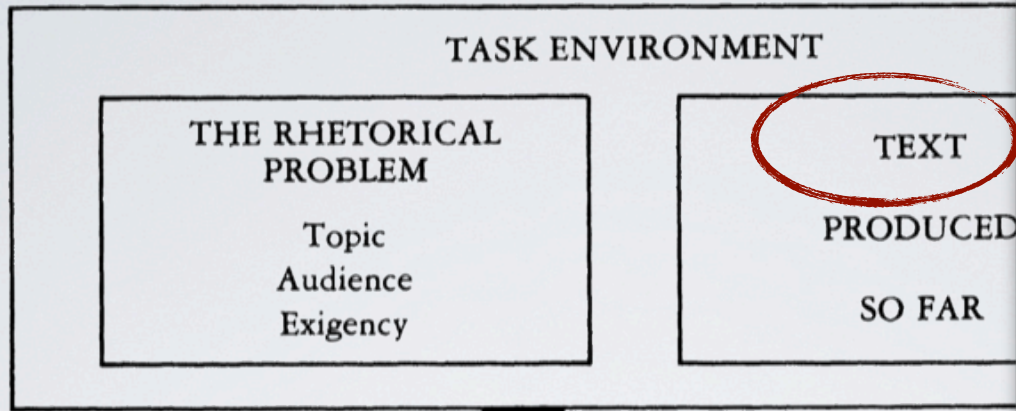 TASK ENVIRONMENT
THE RHETORICAL
PROBLEM
Topic
Audience
Exigency
TEXT
PRODUCED
SO FAR